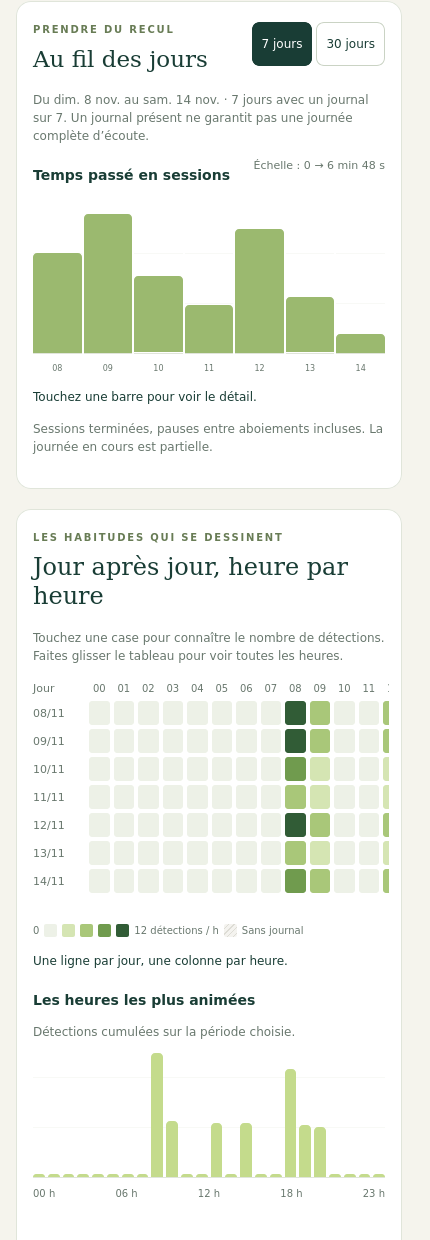 PRENDRE DU RECUL
Au fil des jours
7 jours
30 jours
Du dim. 8 nov. au sam. 14 nov. · 7 jours avec un journal
sur 7. Un journal présent ne garantit pas une journée
complète d’écoute.
Temps passé en sessions
Échelle : 0 → 6 min 48 s
08 09 10 11 12 13 14
Touchez une barre pour voir le détail.
Sessions terminées, pauses entre aboiements incluses. La
journée en cours est partielle.
LES HABITUDES QUI SE DESSINENT
Jour après jour, heure par
heure
Touchez une case pour connaître le nombre de détections.
Faites glisser le tableau pour voir toutes les heures.
Jour 00 01 02 03 04 05 06 07 08 09 10 11
08/11
09/11
10/11
11/11
12/11
13/11
14/11
0 12 détections / h Sans journal
Une ligne par jour, une colonne par heure.
Les heures les plus animées
Détections cumulées sur la période choisie.
00 h 06 h 12 h 18 h 23 h